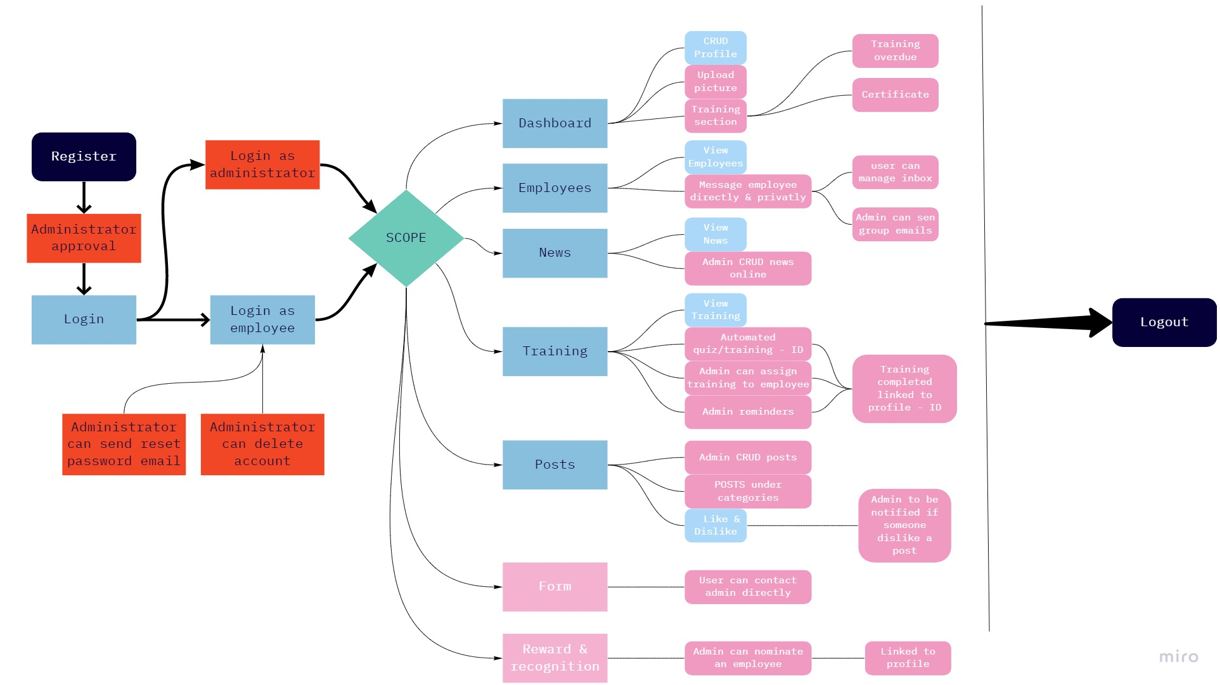 Register
Administrator
approval
Login
Login as
administrator
Login as
employee
Administrator
can send reset
password email
Administrator
can delete
account
SCOPE
Dashboard
CRUD
Profile
Upload
picture
Training
section
Training
overdue
Certificate
Employees
View
Employees
Message employee
directly & privatly
user can
manage inbox
Admin can sen
group emails
News
View
News
Admin CRUD news
online
Training
View
Training
Automated
quiz/training - ID
Admin can assign
training to employee
Admin reminders
Training
completed
linked to
profile - ID
Posts
Admin CRUD posts
POSTS under
categories
Like &
Dislike
Admin to be
notified if
someone
dislike a
post
Form
User can contact
admin directly
Reward &
recognition
Admin can nominate
an employee
Linked to
profile
Logout
miro